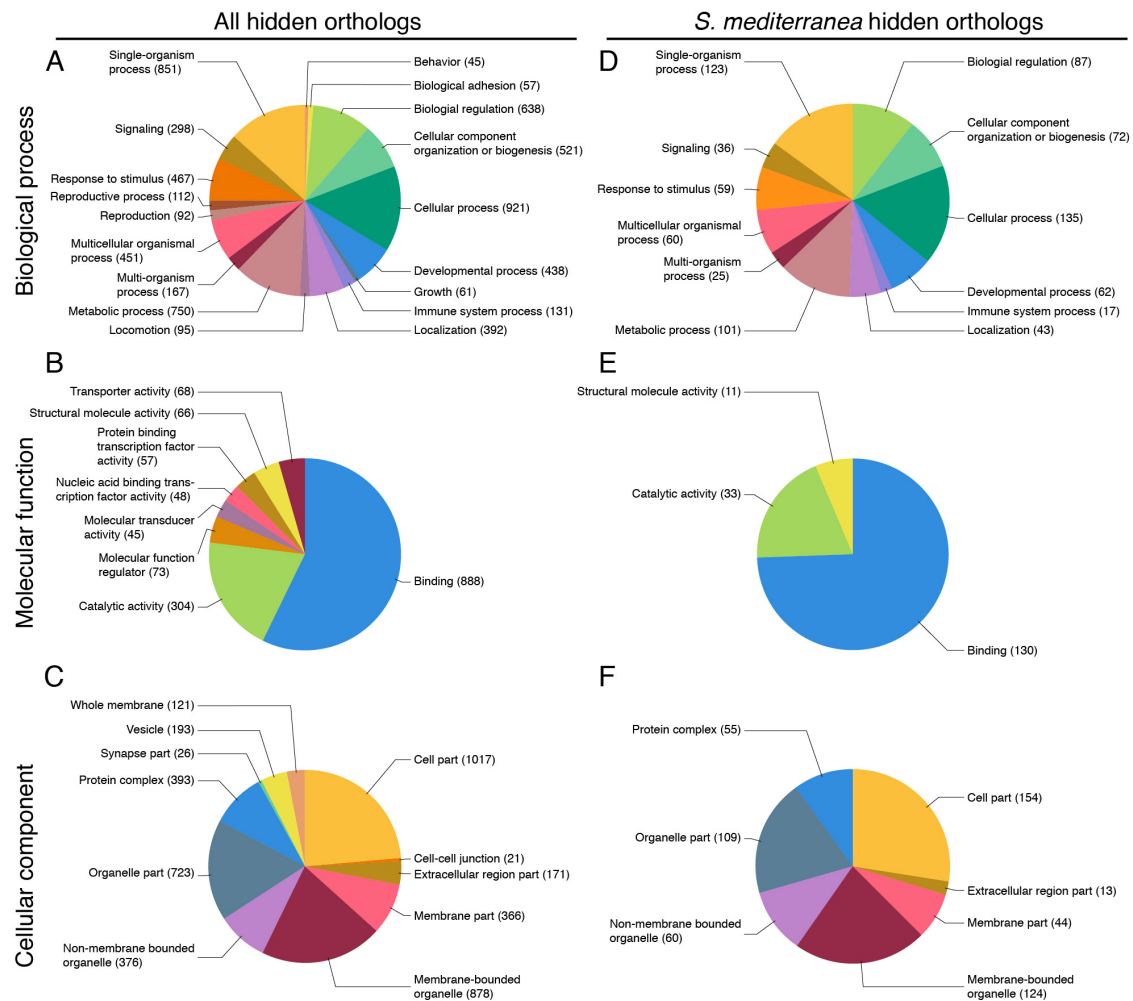 All hidden orthologs
S. mediterranea hidden orthologs
Biological process
A
Single-organism
process (851)
Signaling (298)
Response to stimulus (467)
Reproductive process (112)
Reproduction (92)
Multicellular organismal
process (451)
Multi-organism
process (167)
Metabolic process (750)
Locomotion (95)
Behavior (45)
Biological adhesion (57)
Biologial regulation (638)
Cellular component
organization or biogenesis (521)
Cellular process (921)
Developmental process (438)
Growth (61)
Immune system process (131)
Localization (392)
D
Single-organism
process (123)
Signaling (36)
Response to stimulus (59)
Multicellular organismal
process (60)
Multi-organism
process (25)
Metabolic process (101)
Biologial regulation (87)
Cellular component
organization or biogenesis (72)
Cellular process (135)
Developmental process (62)
Immune system process (17)
Localization (43)
Molecular function
B
Transporter activity (68)
Structural molecule activity (66)
Protein binding
transcription factor
activity (57)
Nucleic acid binding trans-
cription factor activity (48)
Molecular transducer
activity (45)
Molecular function
regulator (73)
Catalytic activity (304)
Binding (888)
E
Structural molecule activity (11)
Catalytic activity (33)
Binding (130)
Cellular component
C
Whole membrane (121)
Vesicle (193)
Synapse part (26)
Protein complex (393)
Organelle part (723)
Non-membrane bounded
organelle (376)
Cell part (1017)
Cell-cell junction (21)
Extracellular region part (171)
Membrane part (366)
Membrane-bounded
organelle (878)
F
Protein complex (55)
Organelle part (109)
Non-membrane bounded
organelle (60)
Cell part (154)
Extracellular region part (13)
Membrane part (44)
Membrane-bounded
organelle (124)